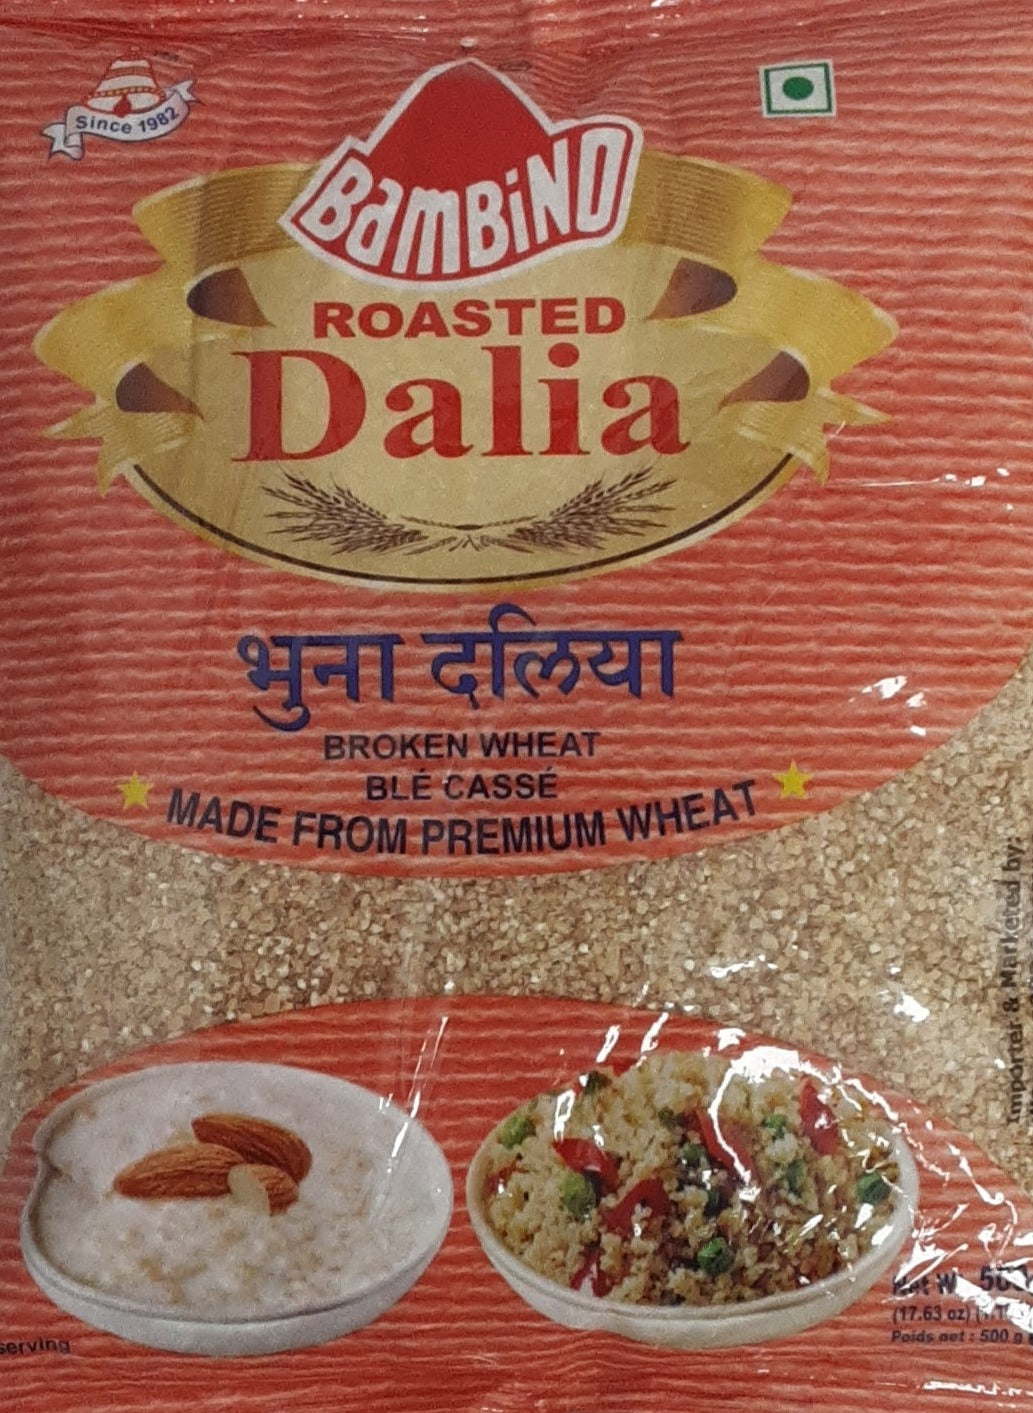 Since 1982
BAMBINO
ROASTED
Dalia
भुना दलिया
BROKEN WHEAT
BLÉ CASSÉ
MADE FROM PREMIUM WHEAT
Importer & Marketed by:
Net W
(17.63 oz)
Poids net : 500 g
serving